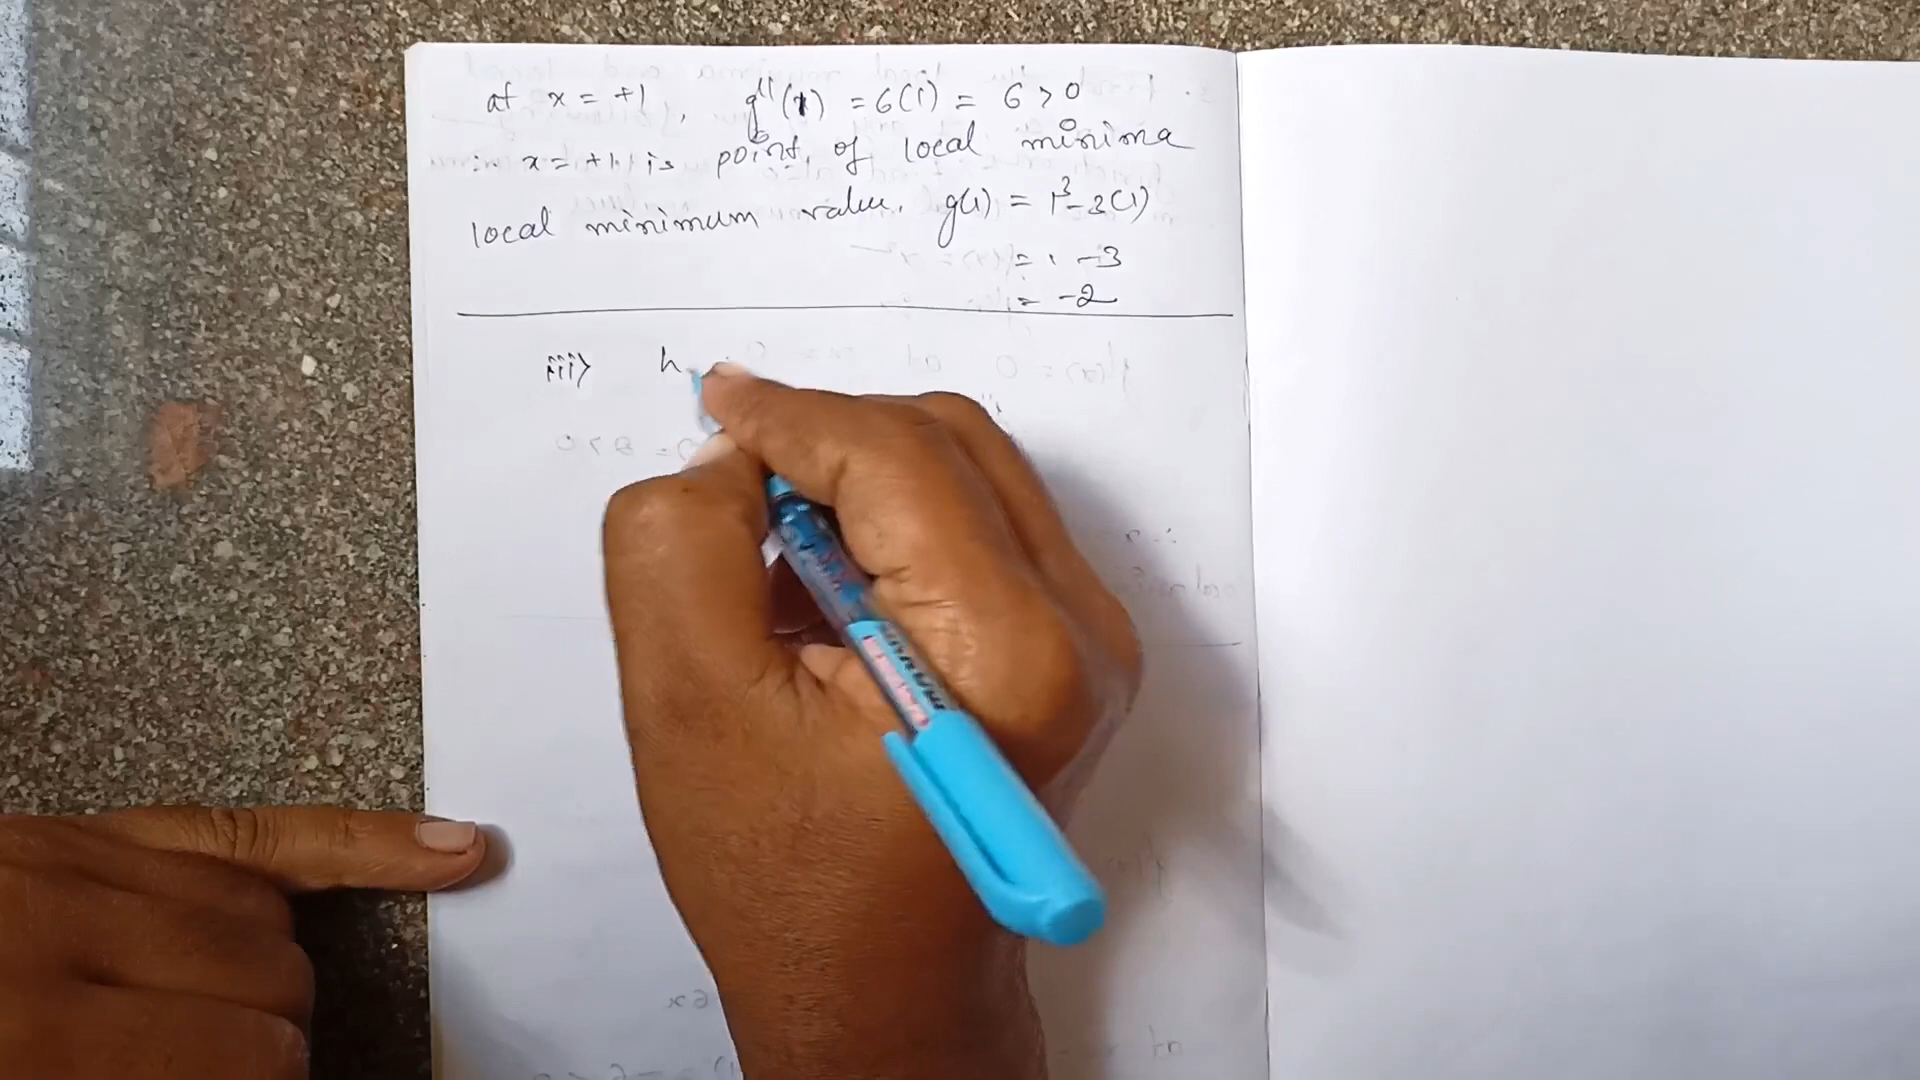 at x = +1, g''(1) = 6(1) = 6 > 0
∴ x = +1, is point of local minima
local minimum value. g(1) = 1³ - 3(1)
= 1 - 3
= -2
iii) h